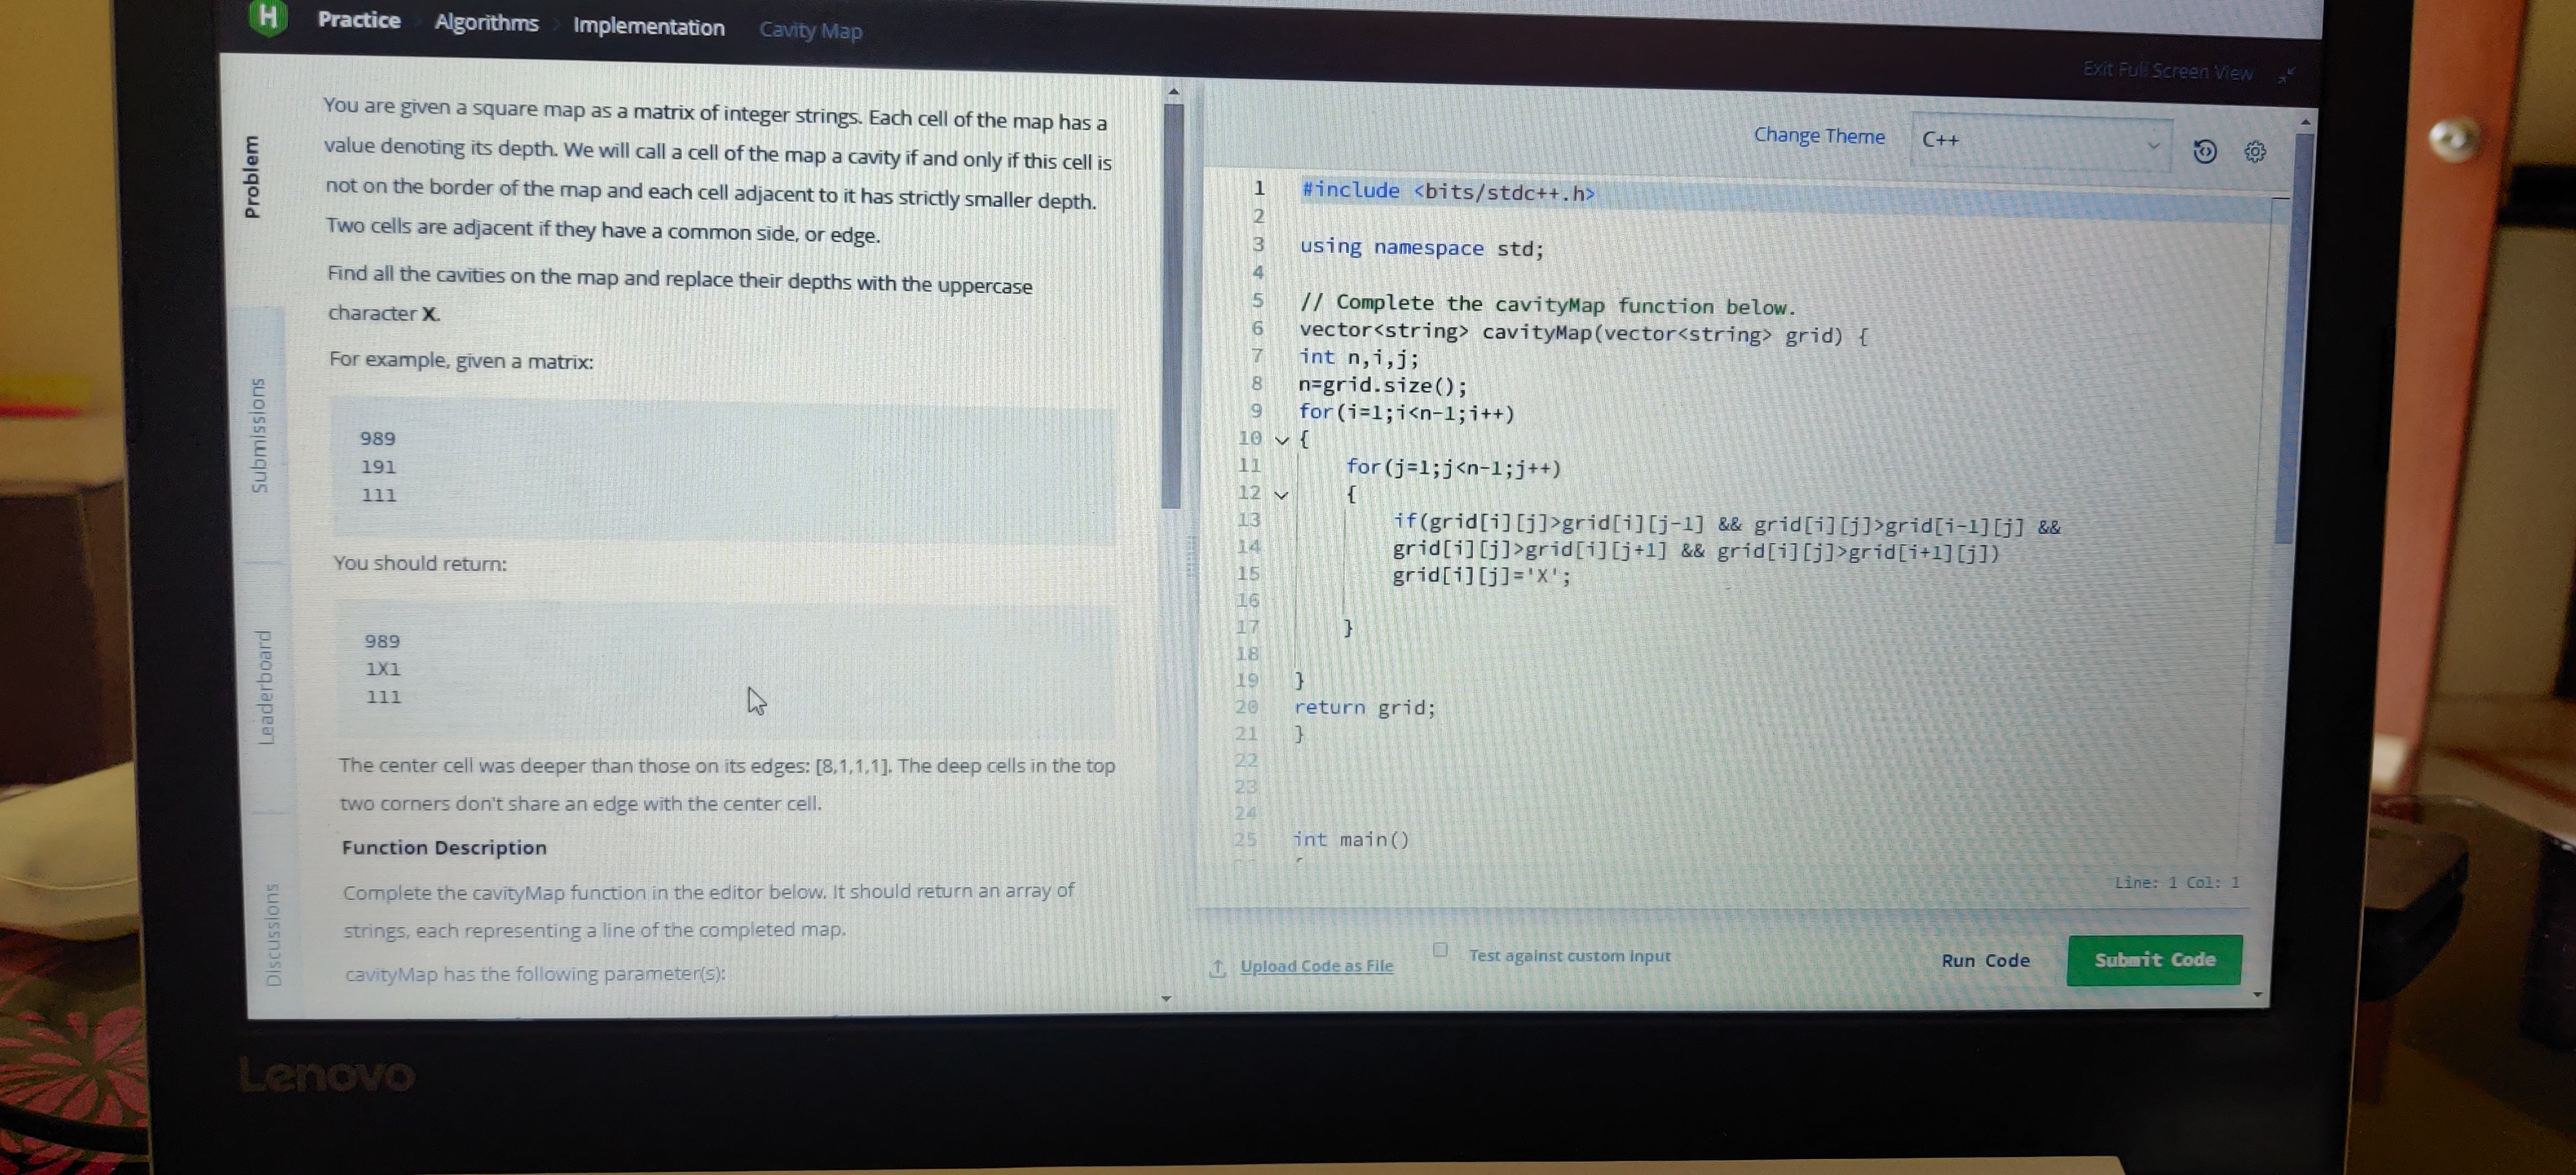 H Practice Algorithms Implementation Cavity Map
Exit Full Screen View
Problem
Submissions
Leaderboard
Discussions
You are given a square map as a matrix of integer strings. Each cell of the map has a
value denoting its depth. We will call a cell of the map a cavity if and only if this cell is
not on the border of the map and each cell adjacent to it has strictly smaller depth.
Two cells are adjacent if they have a common side, or edge.
Find all the cavities on the map and replace their depths with the uppercase
character X.
For example, given a matrix:
989
191
111
You should return:
989
1X1
111
The center cell was deeper than those on its edges: [8,1,1,1]. The deep cells in the top
two corners don't share an edge with the center cell.
Function Description
Complete the cavityMap function in the editor below. It should return an array of
strings, each representing a line of the completed map.
cavityMap has the following parameter(s):
Change Theme C++
1 #include <bits/stdc++.h>
2
3 using namespace std;
4
5 // Complete the cavityMap function below.
6 vector<string> cavityMap(vector<string> grid) {
7 int n,i,j;
8 n=grid.size();
9 for(i=1;i<n-1;i++)
10 {
11 for(j=1;j<n-1;j++)
12 {
13 if(grid[i][j]>grid[i][j-1] && grid[i][j]>grid[i-1][j] &&
14 grid[i][j]>grid[i][j+1] && grid[i][j]>grid[i+1][j])
15 grid[i][j]='X';
16
17 }
18
19 }
20 return grid;
21 }
22
23
24
25 int main()
Line: 1 Col: 1
Upload Code as File Test against custom input Run Code Submit Code
Lenovo